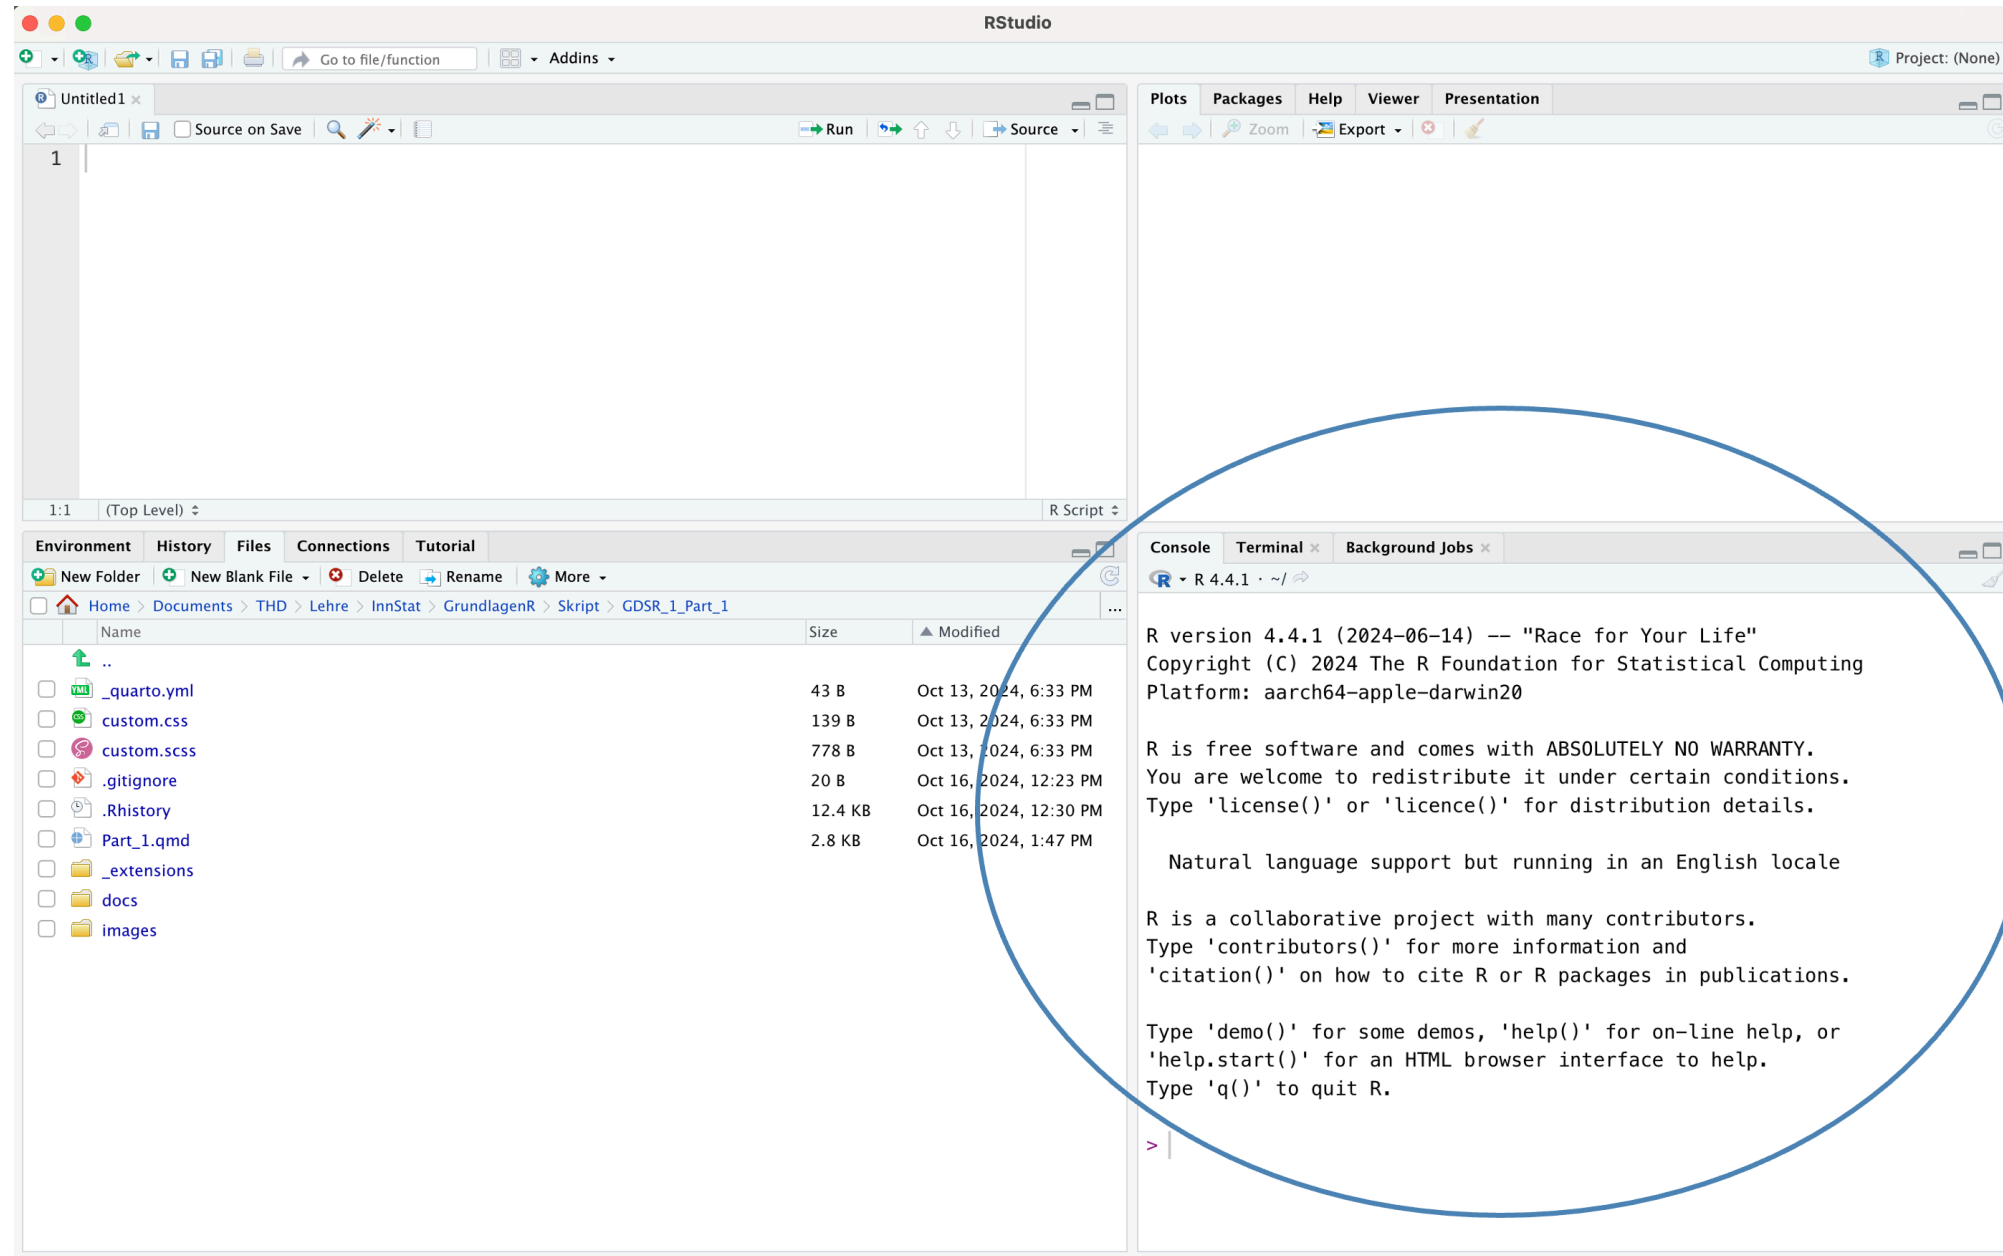 RStudio
Go to file/function
Addins
Project: (None)
Untitled1
Source on Save
Run
Source
1
1:1
(Top Level)
R Script
Plots
Packages
Help
Viewer
Presentation
Zoom
Export
Environment
History
Files
Connections
Tutorial
New Folder
New Blank File
Delete
Rename
More
Home > Documents > THD > Lehre > InnStat > GrundlagenR > Skript > GDSR_1_Part_1
...
Name Size Modified
..
_quarto.yml 43 B Oct 13, 2024, 6:33 PM
custom.css 139 B Oct 13, 2024, 6:33 PM
custom.scss 778 B Oct 13, 2024, 6:33 PM
.gitignore 20 B Oct 16, 2024, 12:23 PM
.Rhistory 12.4 KB Oct 16, 2024, 12:30 PM
Part_1.qmd 2.8 KB Oct 16, 2024, 1:47 PM
_extensions
docs
images
Console
Terminal
Background Jobs
R 4.4.1 · ~/
R version 4.4.1 (2024-06-14) -- "Race for Your Life"
Copyright (C) 2024 The R Foundation for Statistical Computing
Platform: aarch64-apple-darwin20
R is free software and comes with ABSOLUTELY NO WARRANTY.
You are welcome to redistribute it under certain conditions.
Type 'license()' or 'licence()' for distribution details.
Natural language support but running in an English locale
R is a collaborative project with many contributors.
Type 'contributors()' for more information and
'citation()' on how to cite R or R packages in publications.
Type 'demo()' for some demos, 'help()' for on-line help, or
'help.start()' for an HTML browser interface to help.
Type 'q()' to quit R.
>